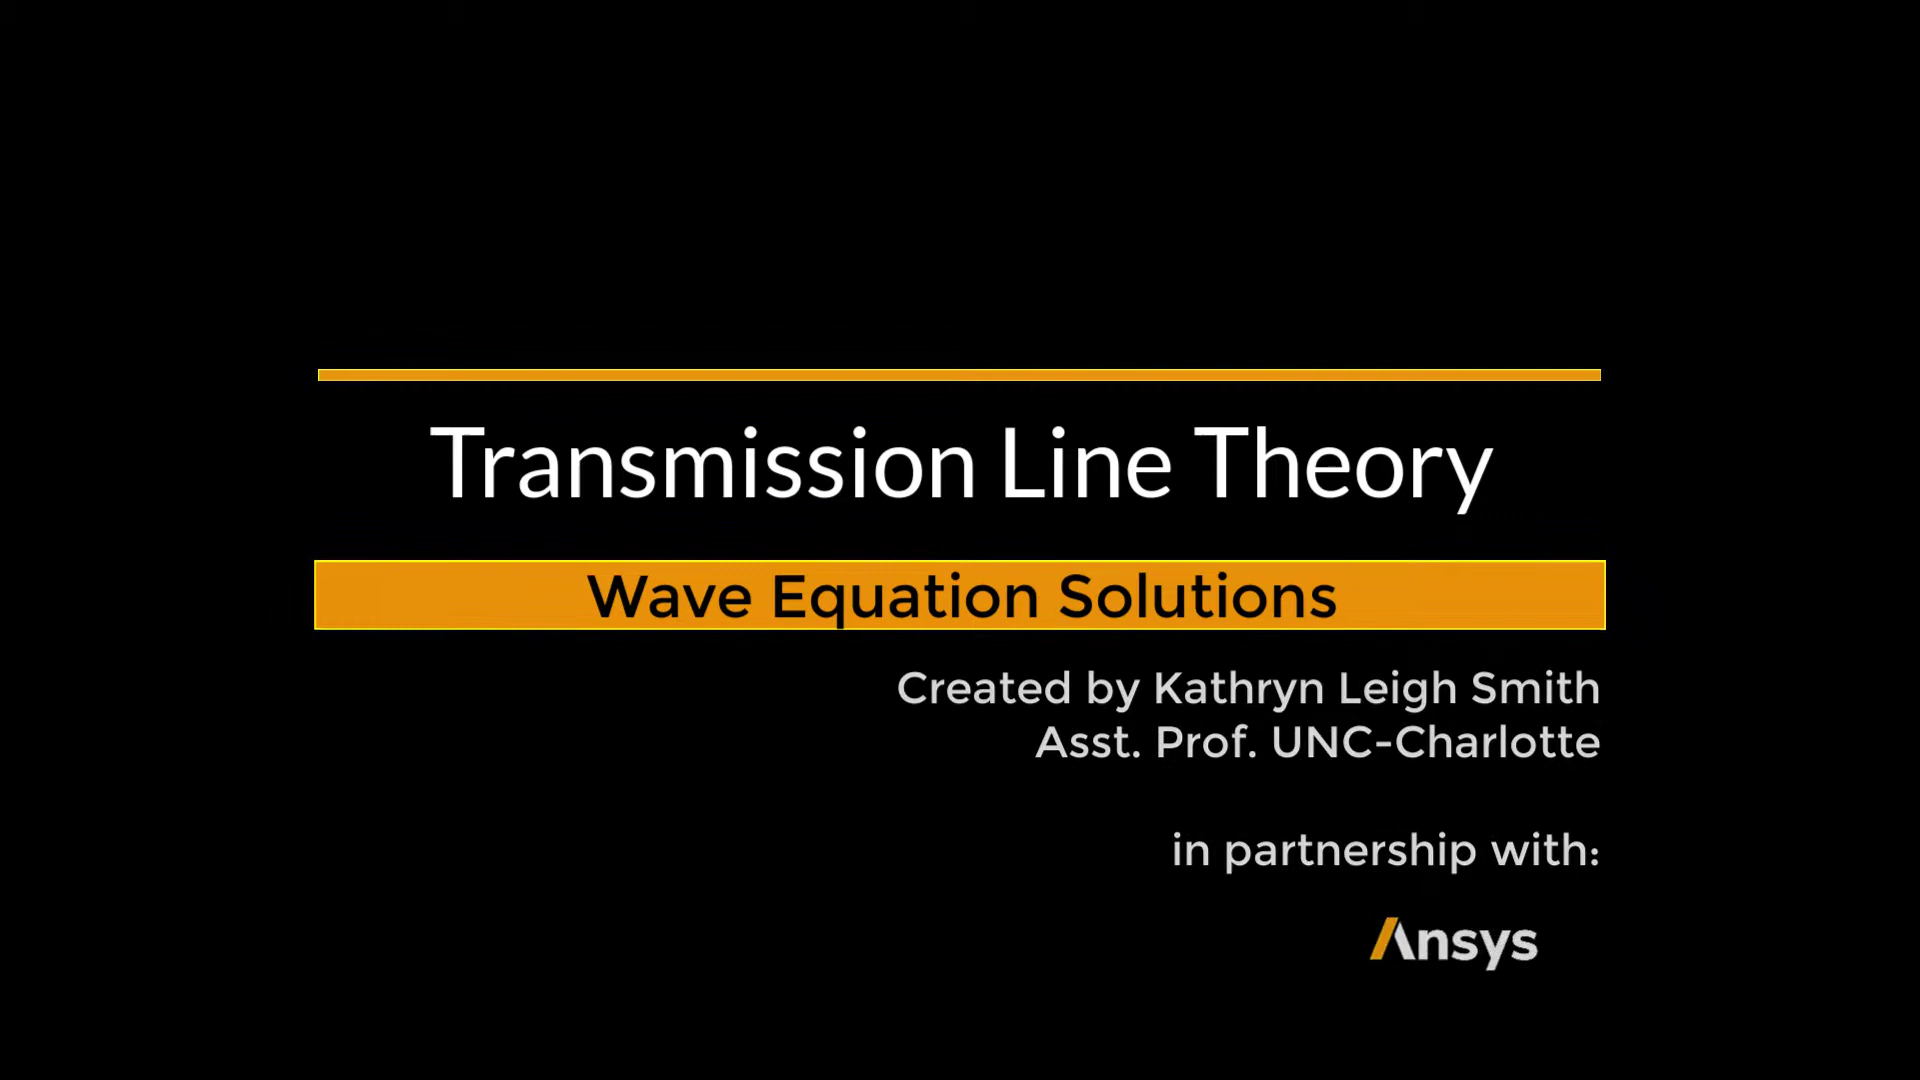 Transmission Line Theory
Wave Equation Solutions
Created by Kathryn Leigh Smith
Asst. Prof. UNC-Charlotte
in partnership with:
Ansys